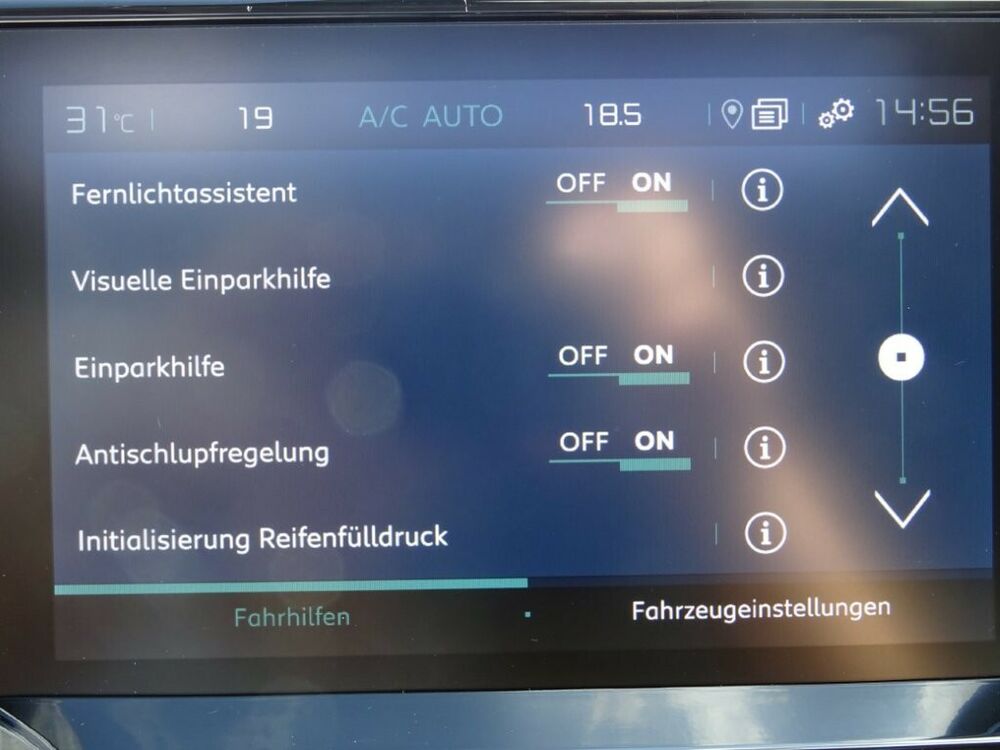 31°C 19 A/C AUTO 18.5 14:56
Fernlichtassistent OFF ON
Visuelle Einparkhilfe
Einparkhilfe OFF ON
Antischlupfregelung OFF ON
Initialisierung Reifenfülldruck
Fahrhilfen Fahrzeugeinstellungen